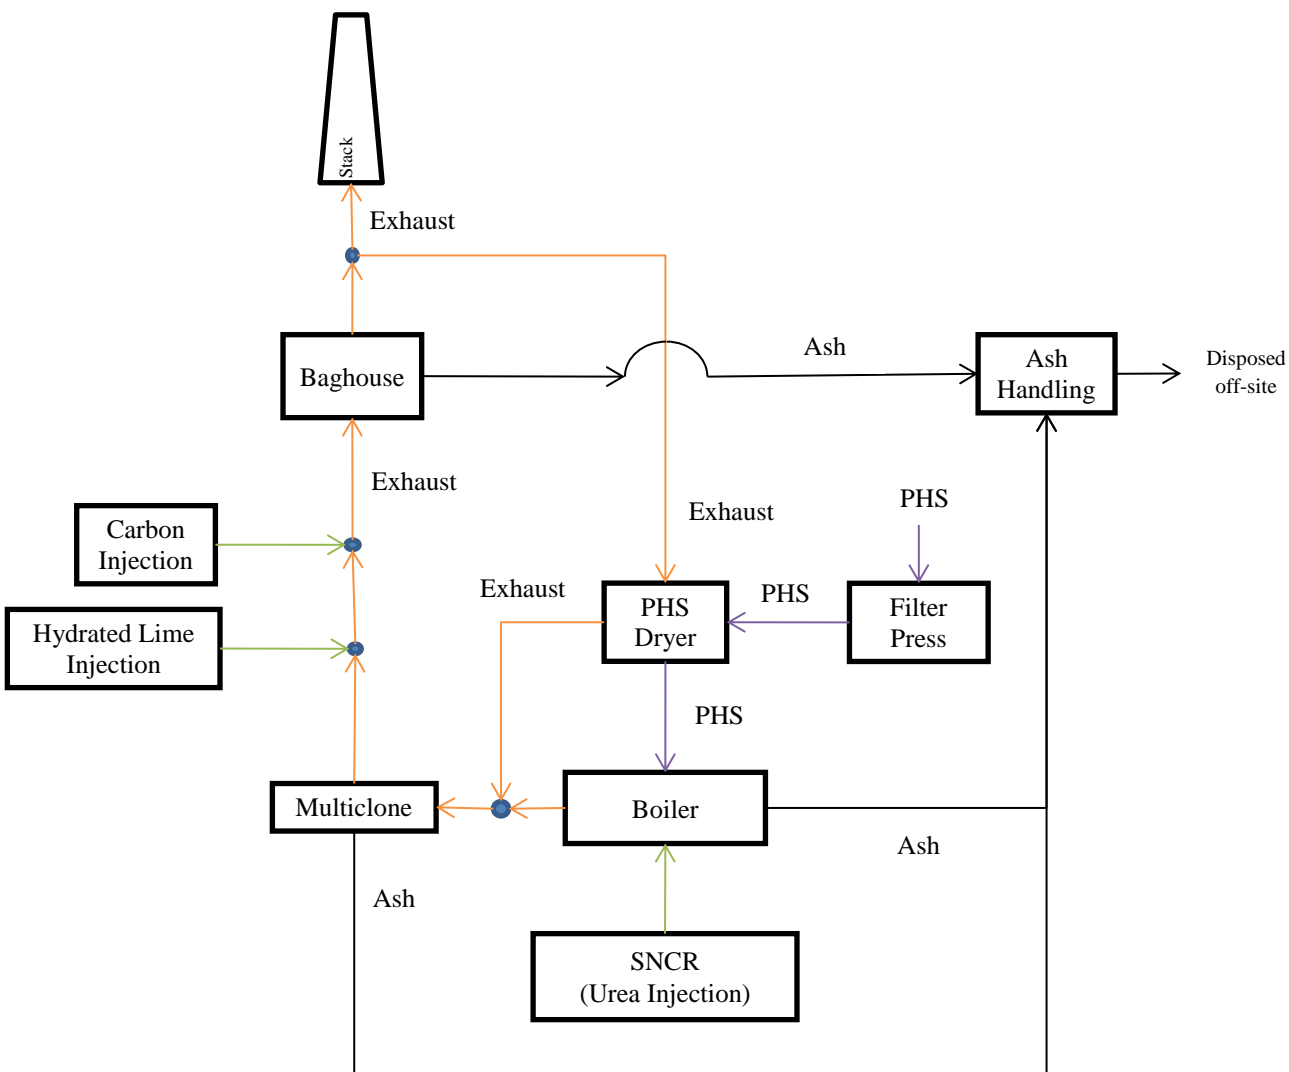 Stack
Exhaust
Baghouse
Ash
Ash
Handling
Disposed
off-site
Exhaust
Carbon
Injection
Exhaust
PHS
Hydrated Lime
Injection
Exhaust
PHS
Dryer
PHS
Filter
Press
PHS
Multiclone
Boiler
Ash
Ash
SNCR
(Urea Injection)